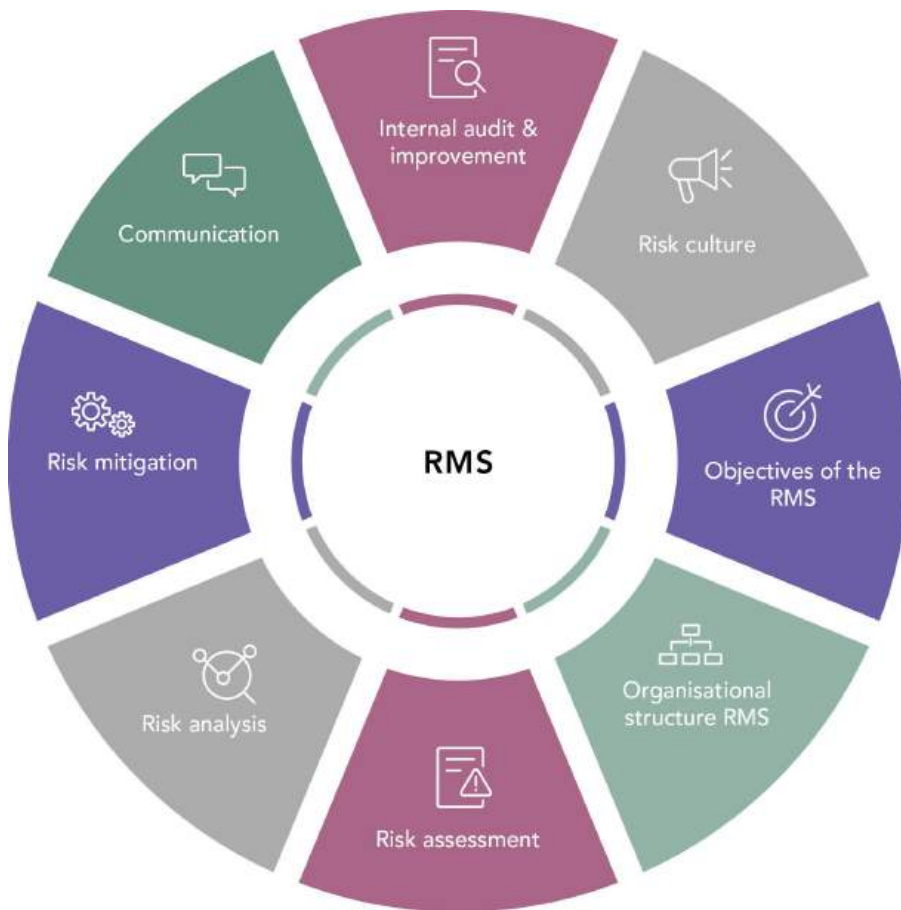 Internal audit &
improvement
Risk culture
Objectives of the
RMS
Organisational
structure RMS
Risk assessment
Risk analysis
Risk mitigation
Communication
RMS